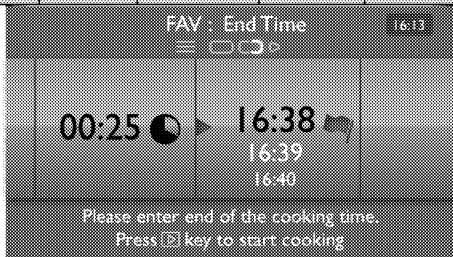 FAV : End Time
16:13
00:25
16:38
16:39
16:40
Please enter end of the cooking time.
Press key to start cooking